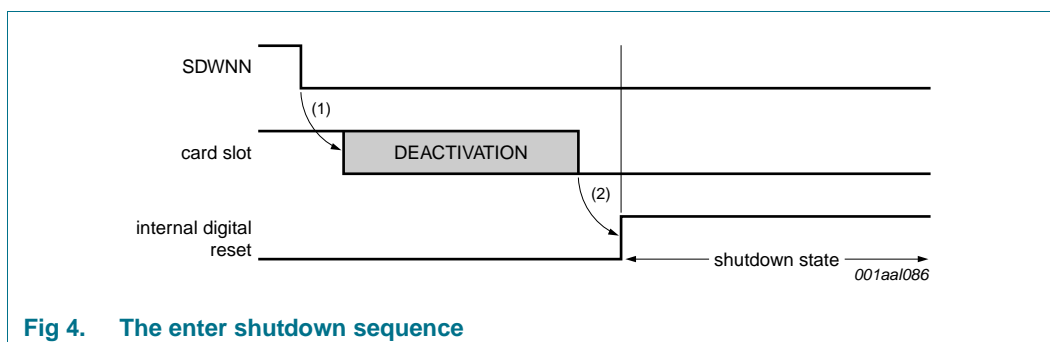 SDWNN
(1)
card slot
DEACTIVATION
(2)
internal digital
reset
shutdown state
001aal086
Fig 4. The enter shutdown sequence